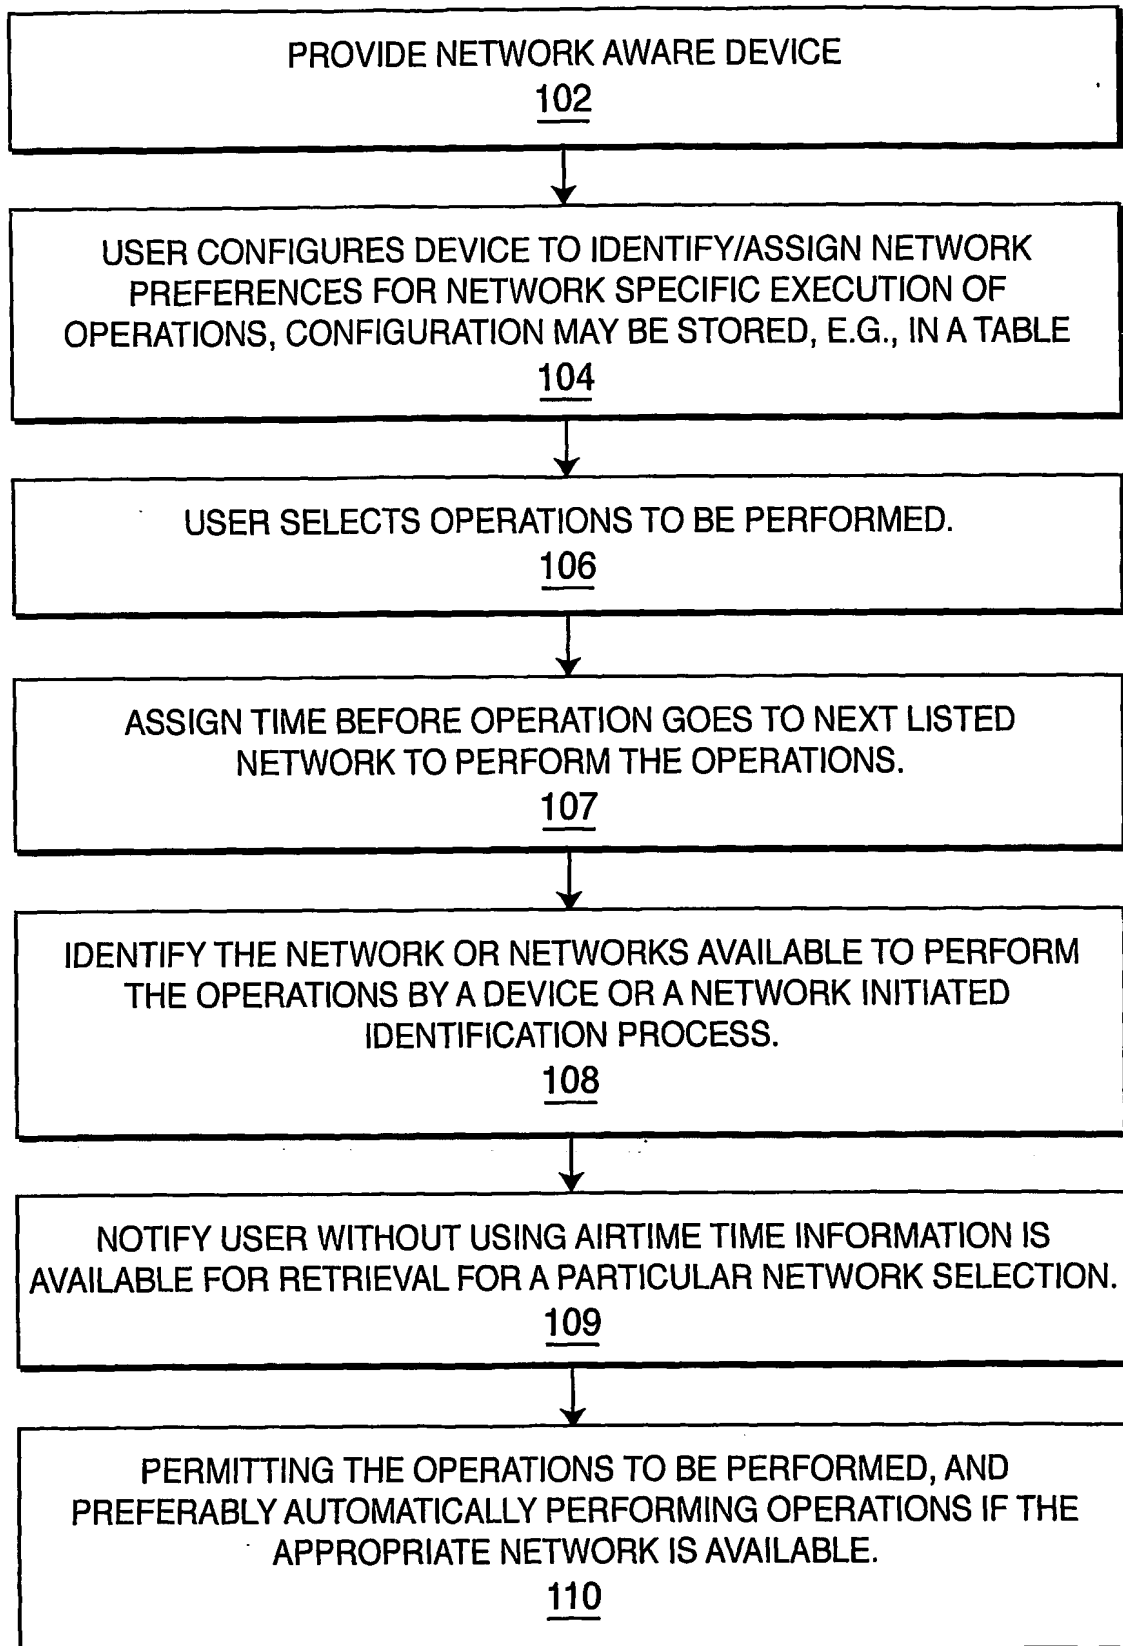 PROVIDE NETWORK AWARE DEVICE
102
USER CONFIGURES DEVICE TO IDENTIFY/ASSIGN NETWORK
PREFERENCES FOR NETWORK SPECIFIC EXECUTION OF
OPERATIONS, CONFIGURATION MAY BE STORED, E.G., IN A TABLE
104
USER SELECTS OPERATIONS TO BE PERFORMED.
106
ASSIGN TIME BEFORE OPERATION GOES TO NEXT LISTED
NETWORK TO PERFORM THE OPERATIONS.
107
IDENTIFY THE NETWORK OR NETWORKS AVAILABLE TO PERFORM
THE OPERATIONS BY A DEVICE OR A NETWORK INITIATED
IDENTIFICATION PROCESS.
108
NOTIFY USER WITHOUT USING AIRTIME TIME INFORMATION IS
AVAILABLE FOR RETRIEVAL FOR A PARTICULAR NETWORK SELECTION.
109
PERMITTING THE OPERATIONS TO BE PERFORMED, AND
PREFERABLY AUTOMATICALLY PERFORMING OPERATIONS IF THE
APPROPRIATE NETWORK IS AVAILABLE.
110